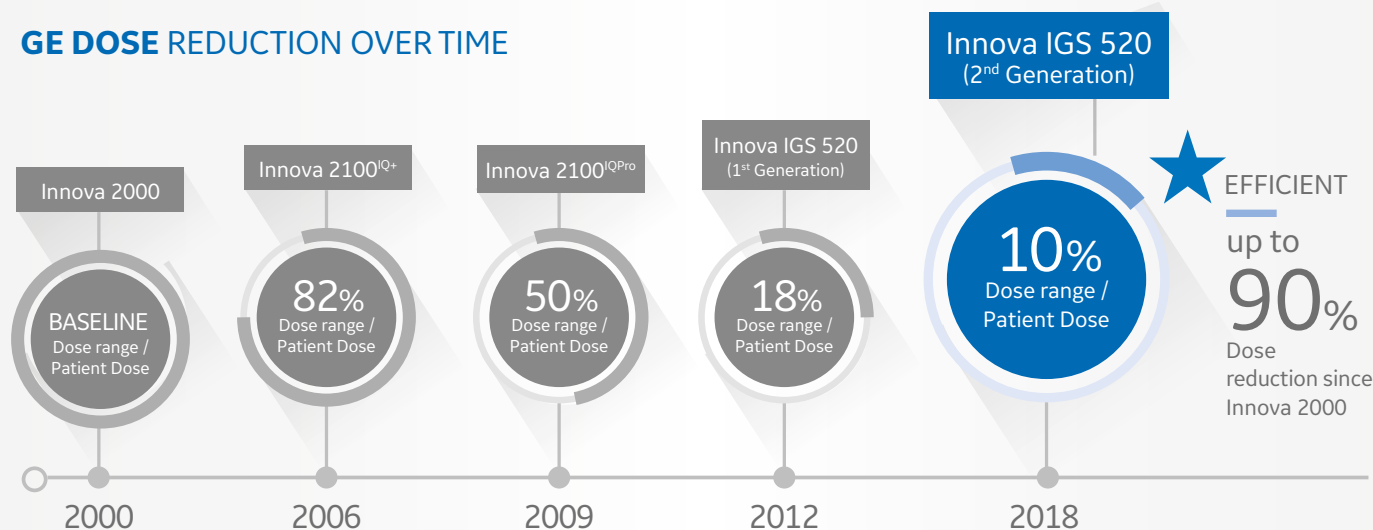 GE DOSE REDUCTION OVER TIME
Innova 2000
BASELINE
Dose range /
Patient Dose
2000
Innova 2100IQ+
82%
Dose range /
Patient Dose
2006
Innova 2100IQPro
50%
Dose range /
Patient Dose
2009
Innova IGS 520
(1st Generation)
18%
Dose range /
Patient Dose
2012
Innova IGS 520
(2nd Generation)
10%
Dose range /
Patient Dose
2018
EFFICIENT
up to
90%
Dose
reduction since
Innova 2000